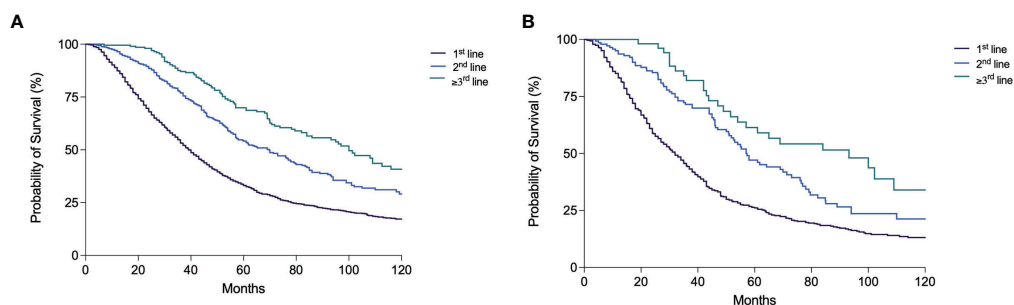 A
Probability of Survival (%)
100
75
50
25
0
0 20 40 60 80 100 120
Months
1st line
2nd line
≥3rd line
B
Probability of Survival (%)
100
75
50
25
0
0 20 40 60 80 100 120
Months
1st line
2nd line
≥3rd line